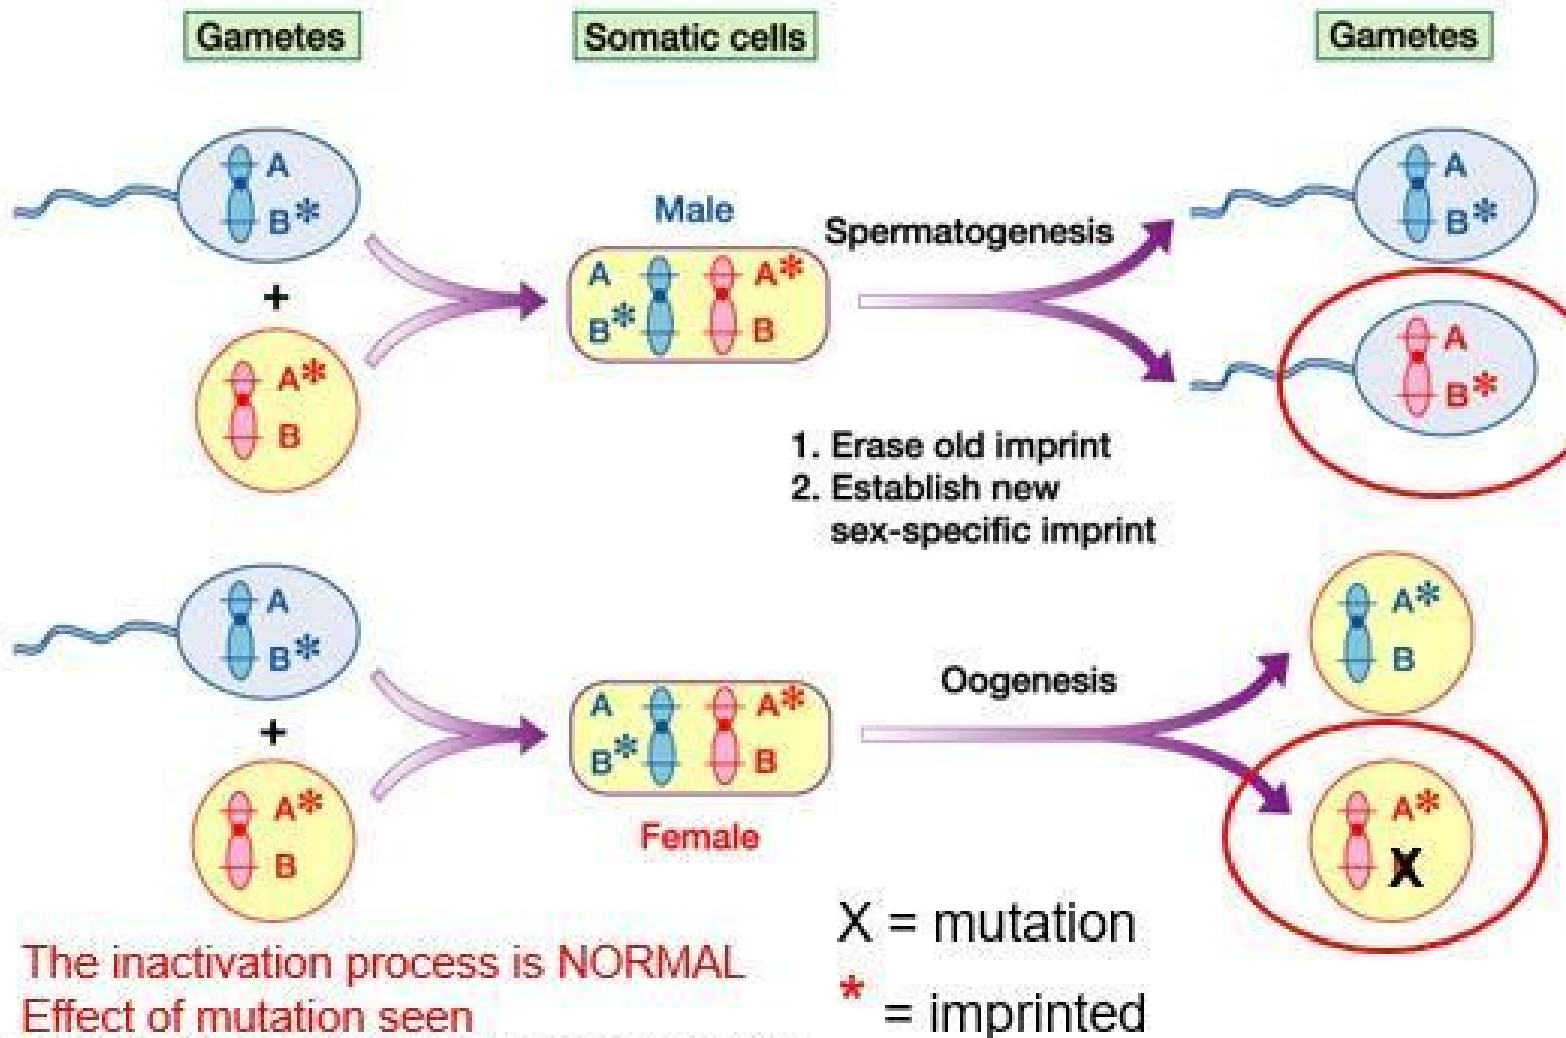 Gametes
Somatic cells
Gametes
A
B*
+
A*
B
Male
A
B*
A*
B
Spermatogenesis
A
B*
A
B*
1. Erase old imprint
2. Establish new
sex-specific imprint
A
B*
+
A*
B
A
B*
A*
B
Female
Oogenesis
A*
B
A*
X
X = mutation
* = imprinted
The inactivation process is NORMAL
Effect of mutation seen